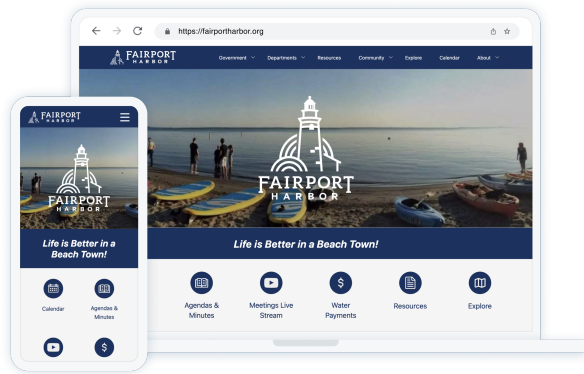 https://fairportharbor.org
FAIRPORT
HARBOR
Government Departments Resources Community Explore Calendar About
FAIRPORT
HARBOR
Life is Better in a Beach Town!
Agendas &
Minutes
Meetings Live
Stream
Water
Payments
Resources
Explore
FAIRPORT
HARBOR
FAIRPORT
HARBOR
Life is Better in a
Beach Town!
Calendar
Agendas &
Minutes